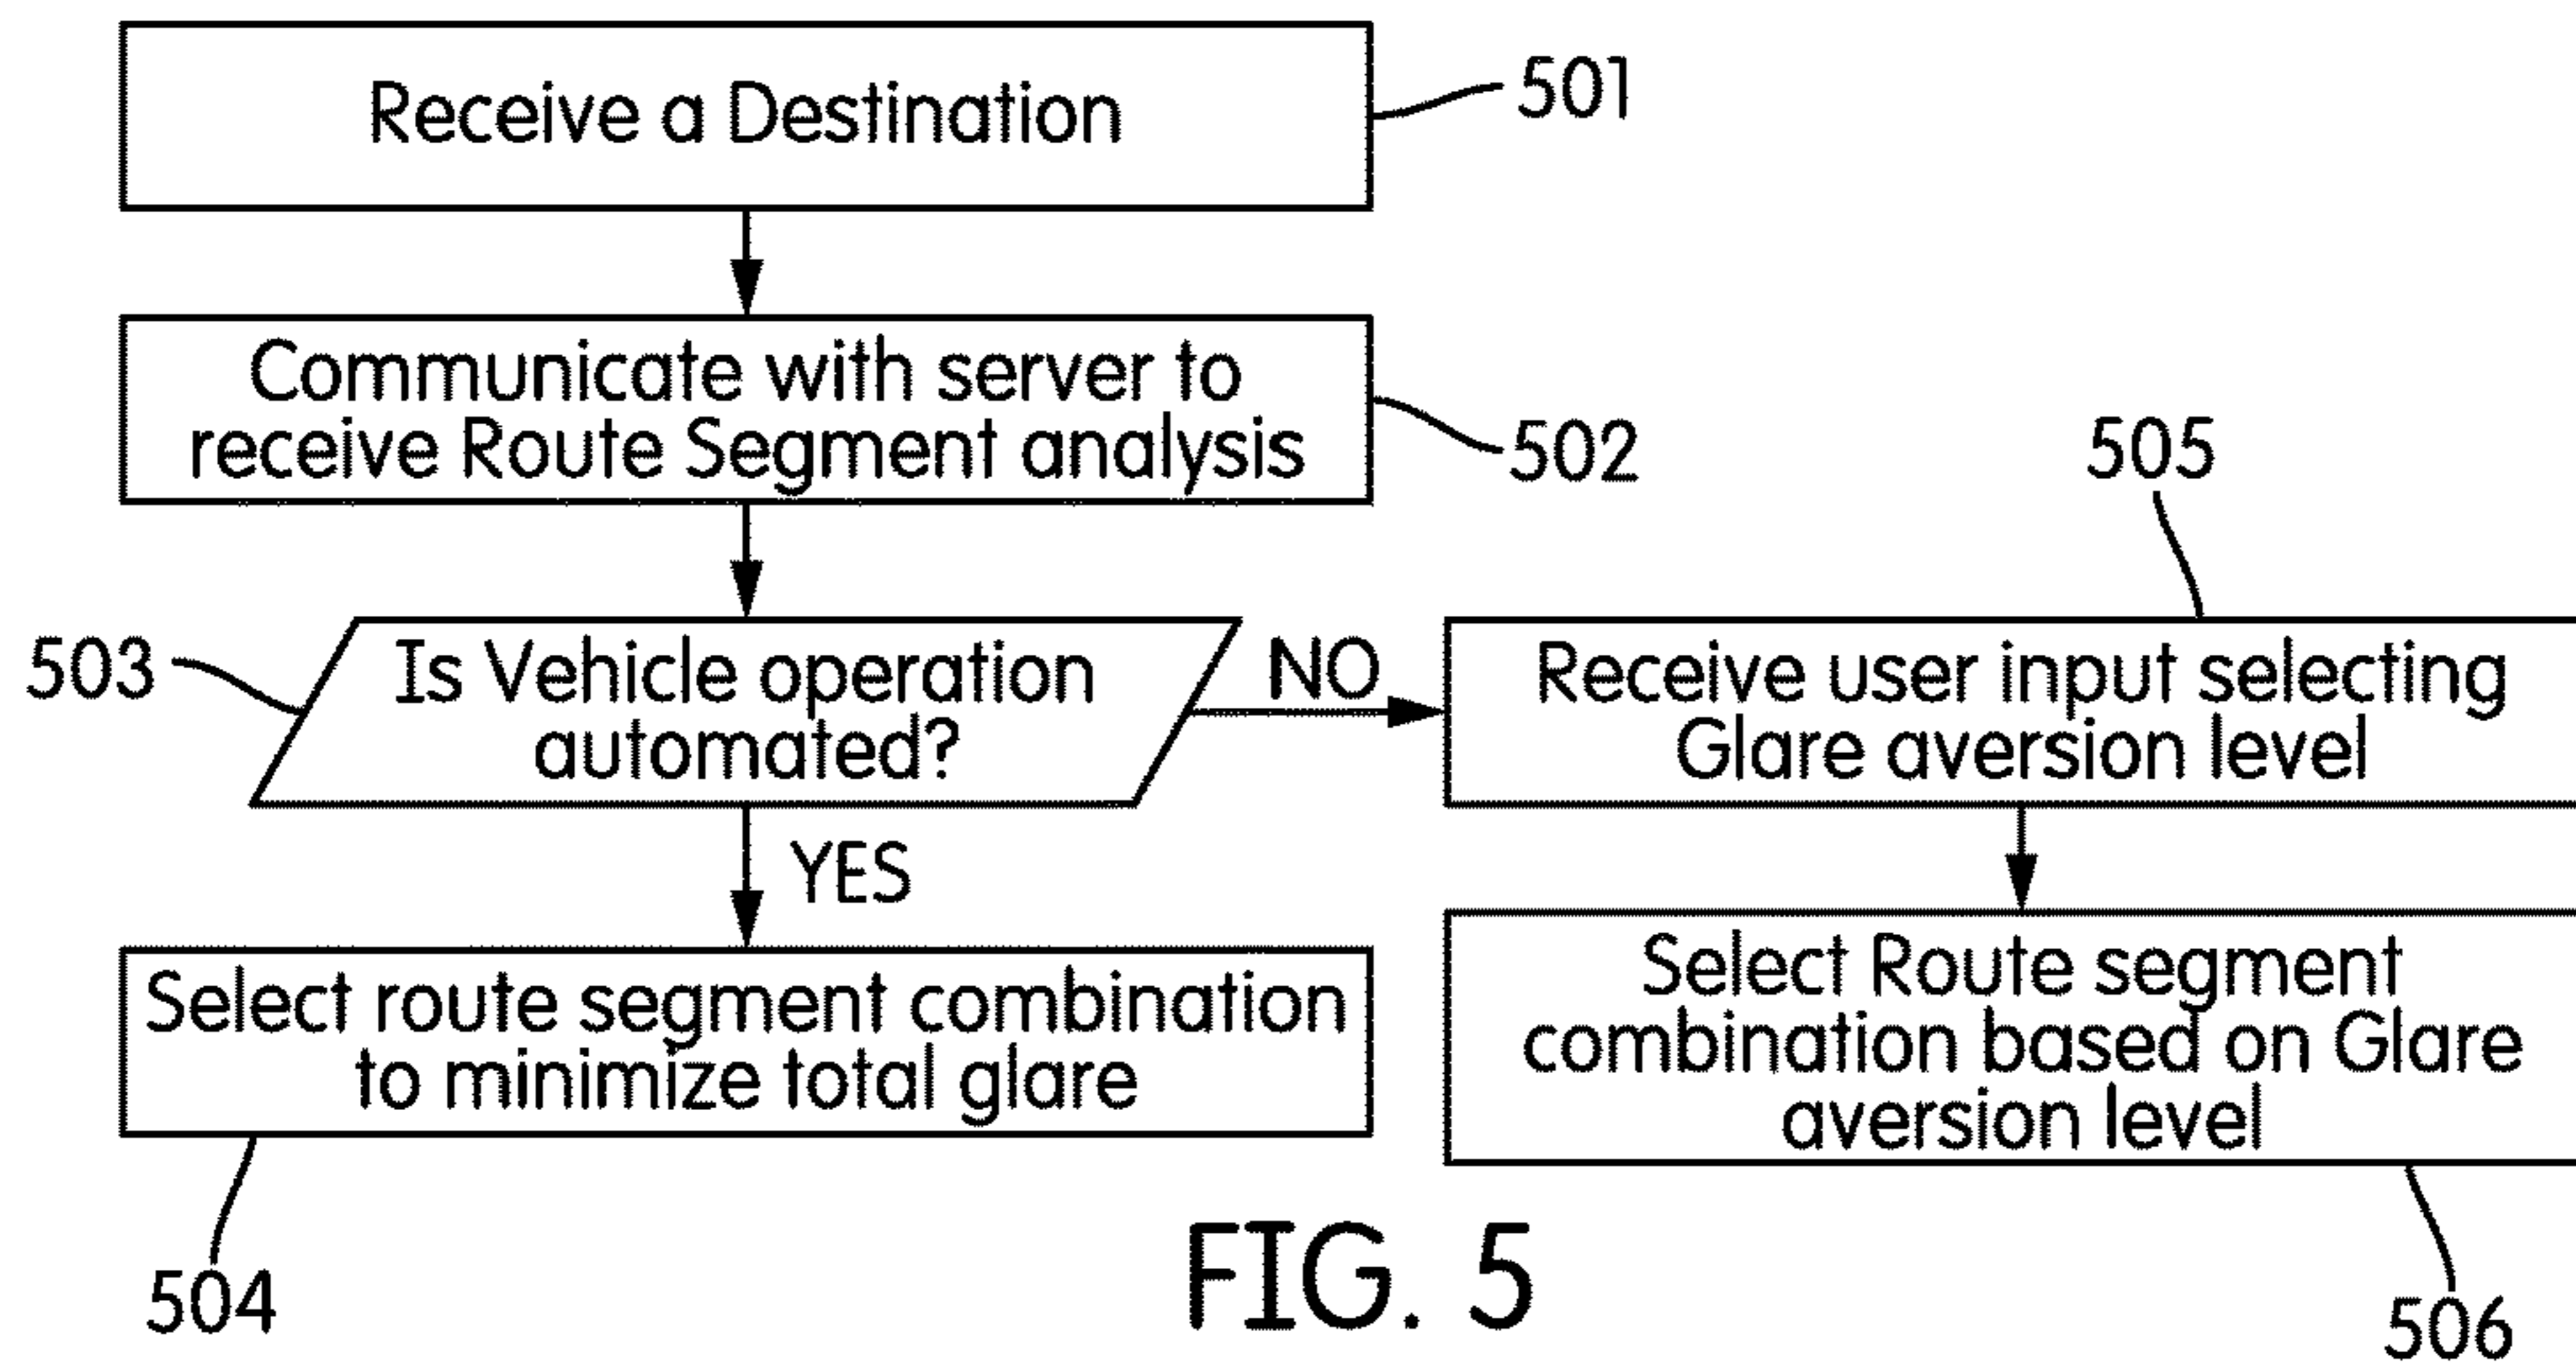 Receive a Destination
501
Communicate with server to
receive Route Segment analysis
502
503
Is Vehicle operation
automated?
NO
YES
505
Receive user input selecting
Glare aversion level
Select route segment combination
to minimize total glare
504
Select Route segment
combination based on Glare
aversion level
506
FIG. 5